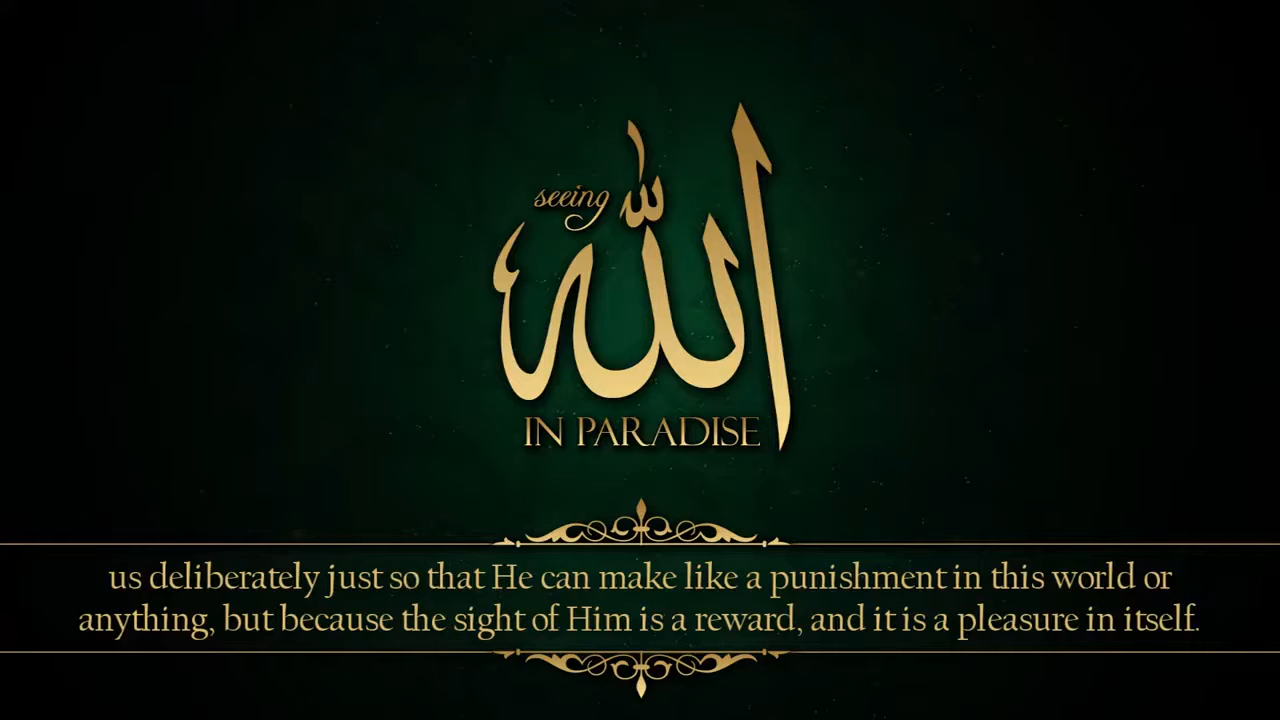 seeing
الله
IN PARADISE
us deliberately just so that He can make like a punishment in this world or
anything, but because the sight of Him is a reward, and it is a pleasure in itself.